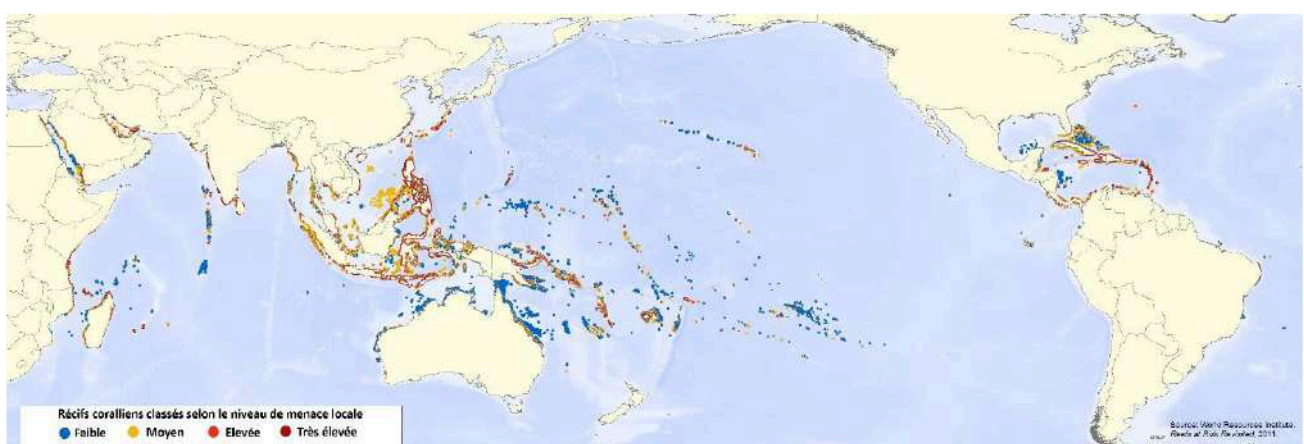 Récifs coralliens classés selon le niveau de menace locale
Faible Moyen Elevée Très élevée
Source: World Resources Institute,
Reefs at Risk Revisited, 2011.